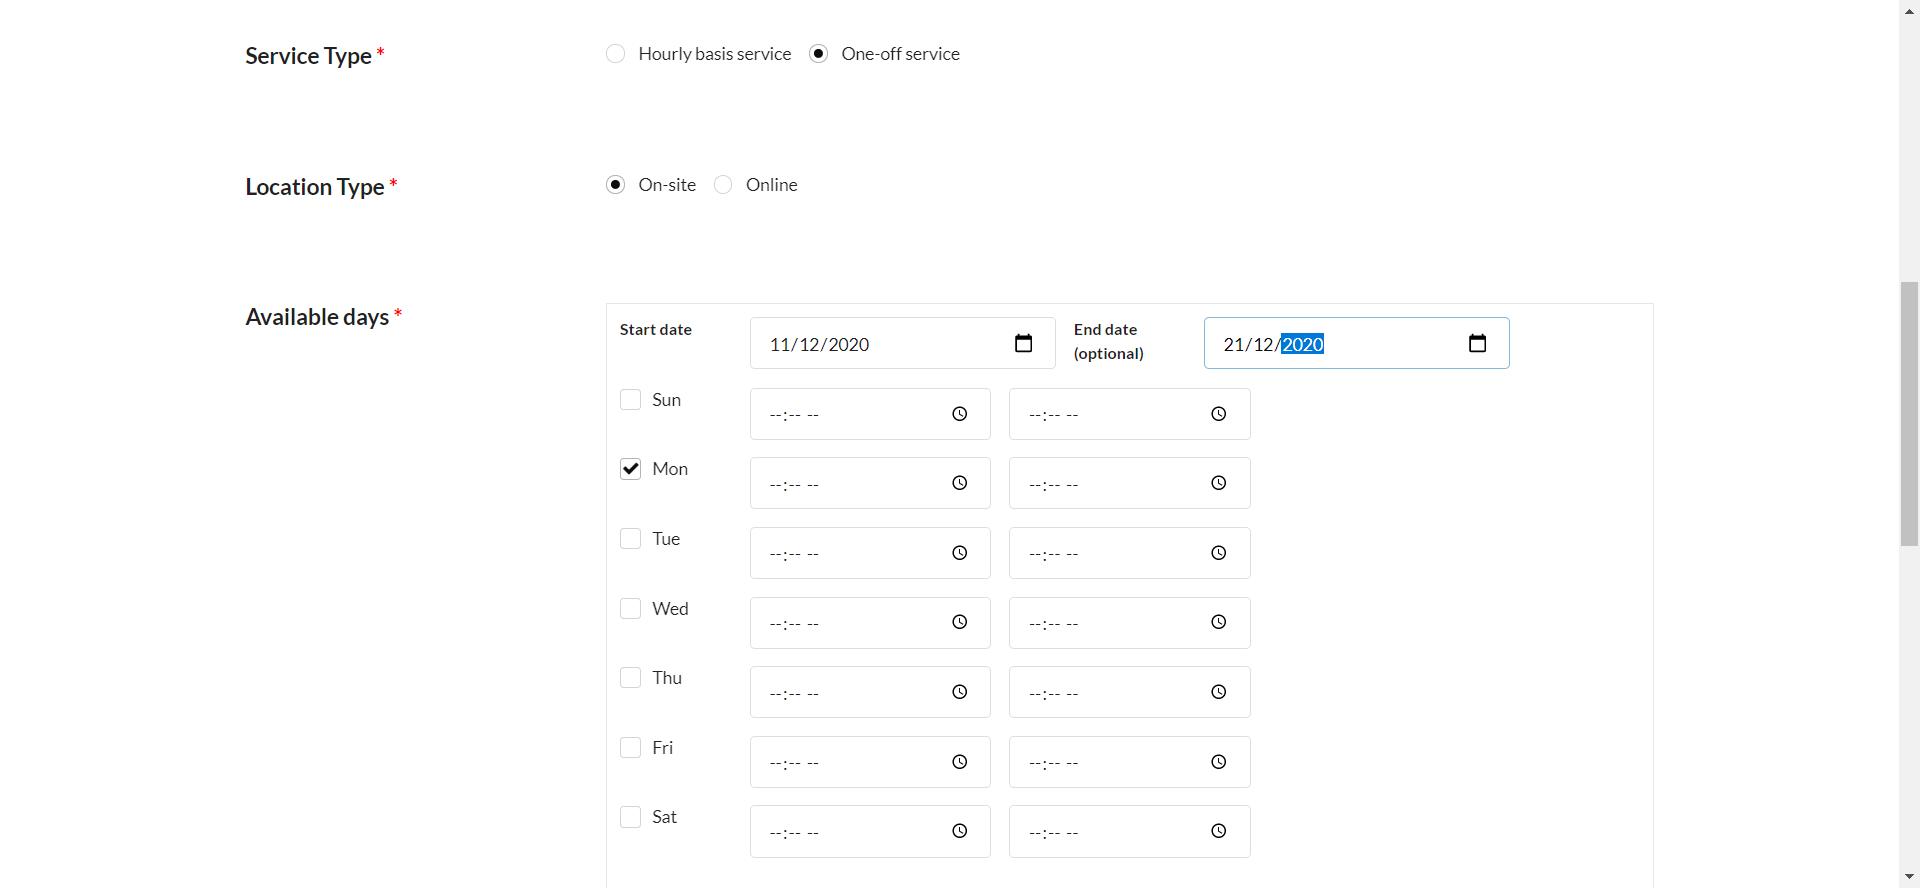 Service Type *
Hourly basis service One-off service
Location Type *
On-site Online
Available days *
Start date 11/12/2020 End date (optional) 21/12/2020
Sun --:-- -- --:-- --
Mon --:-- -- --:-- --
Tue --:-- -- --:-- --
Wed --:-- -- --:-- --
Thu --:-- -- --:-- --
Fri --:-- -- --:-- --
Sat --:-- -- --:-- --